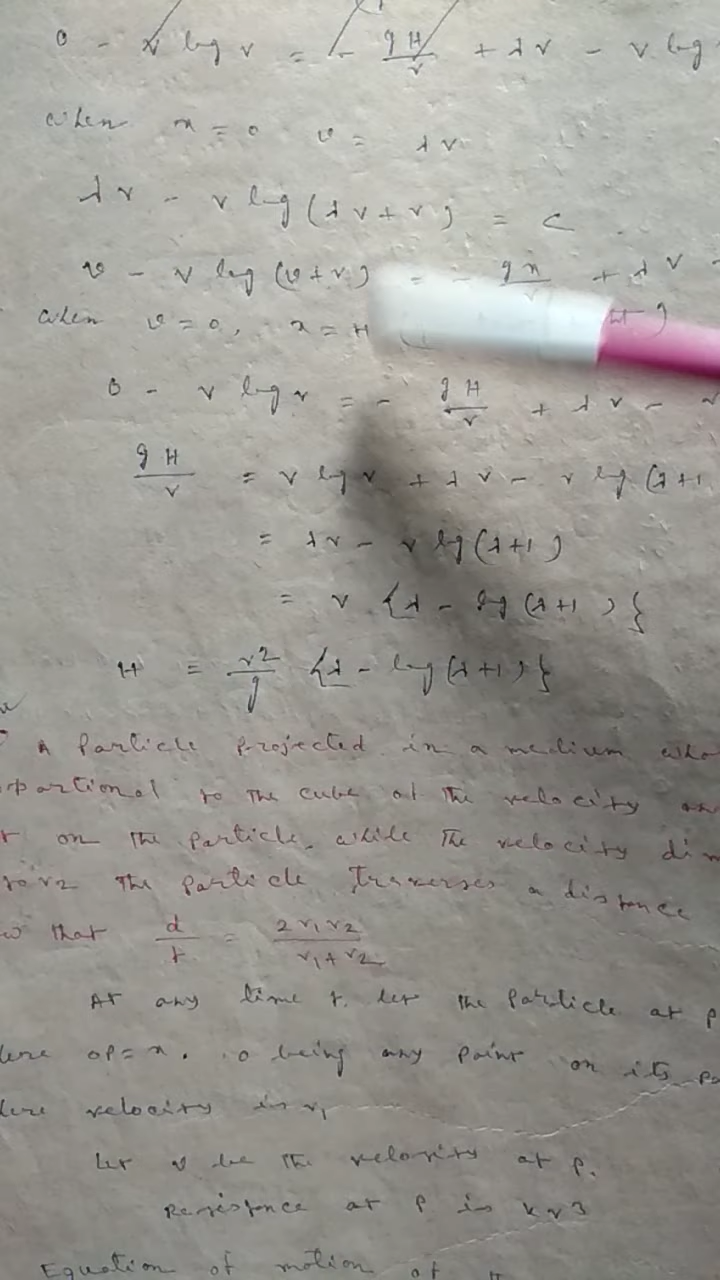 0 - v log v = - gH/v + λv - v log
when x = 0 v = λv
λv - v log (λv + v) = c
v - v log (v + v) = - gx/v + λv -
when v = 0, x = H
0 - v log v = - gH/v + λv -
gH/v = v log v + λv - v log (λ+1
= λv - v log (λ+1)
= v {λ - log (λ+1)}
H = v2/g {λ - log (λ+1)}
A Particle Projected in a medium
to the cube of the velocity
on the particle. while the velocity
v2 the particle Traverses a distance
that d/t = 2v1v2/v1+v2
At any time t. let the Particle at P
OP = x. O being any point on its
velocity is v1
Let v be the velocity at P.
Resistance at P is kv3
Equation of motion of